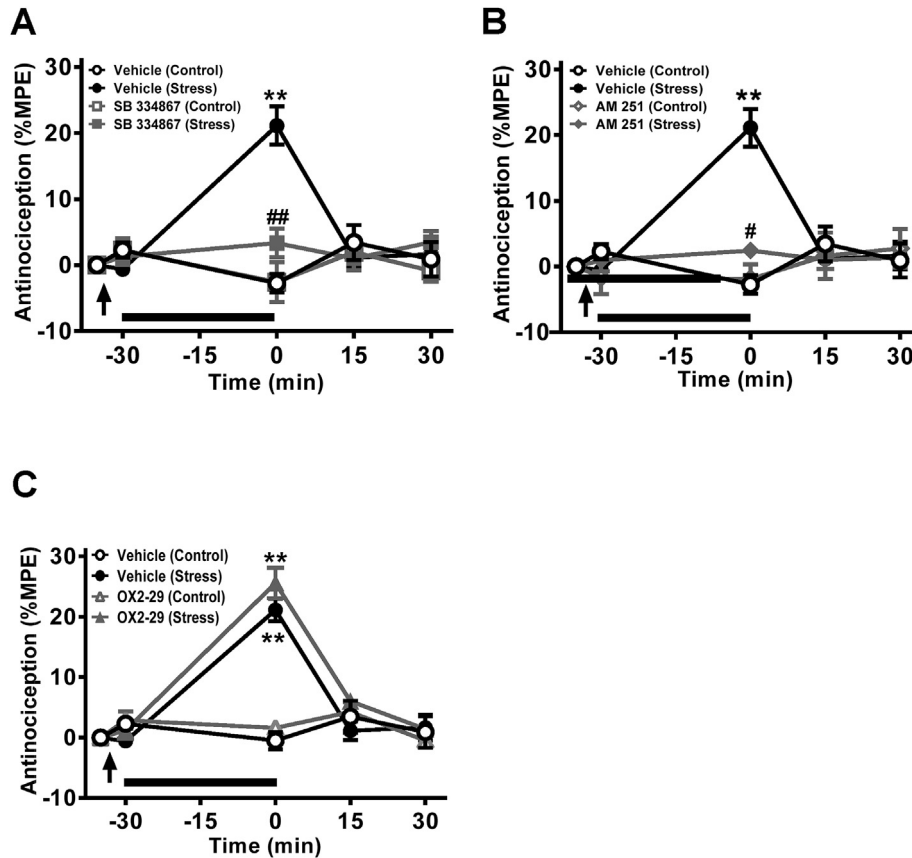 A
Vehicle (Control)
Vehicle (Stress)
SB 334867 (Control)
SB 334867 (Stress)
**
##
30
20
10
0
-10
Antinociception (%MPE)
-30
-15
0
15
30
Time (min)
B
Vehicle (Control)
Vehicle (Stress)
AM 251 (Control)
AM 251 (Stress)
**
#
30
20
10
0
-10
Antinociception (%MPE)
-30
-15
0
15
30
Time (min)
C
Vehicle (Control)
Vehicle (Stress)
OX2-29 (Control)
OX2-29 (Stress)
**
**
30
20
10
0
-10
Antinociception (%MPE)
-30
-15
0
15
30
Time (min)